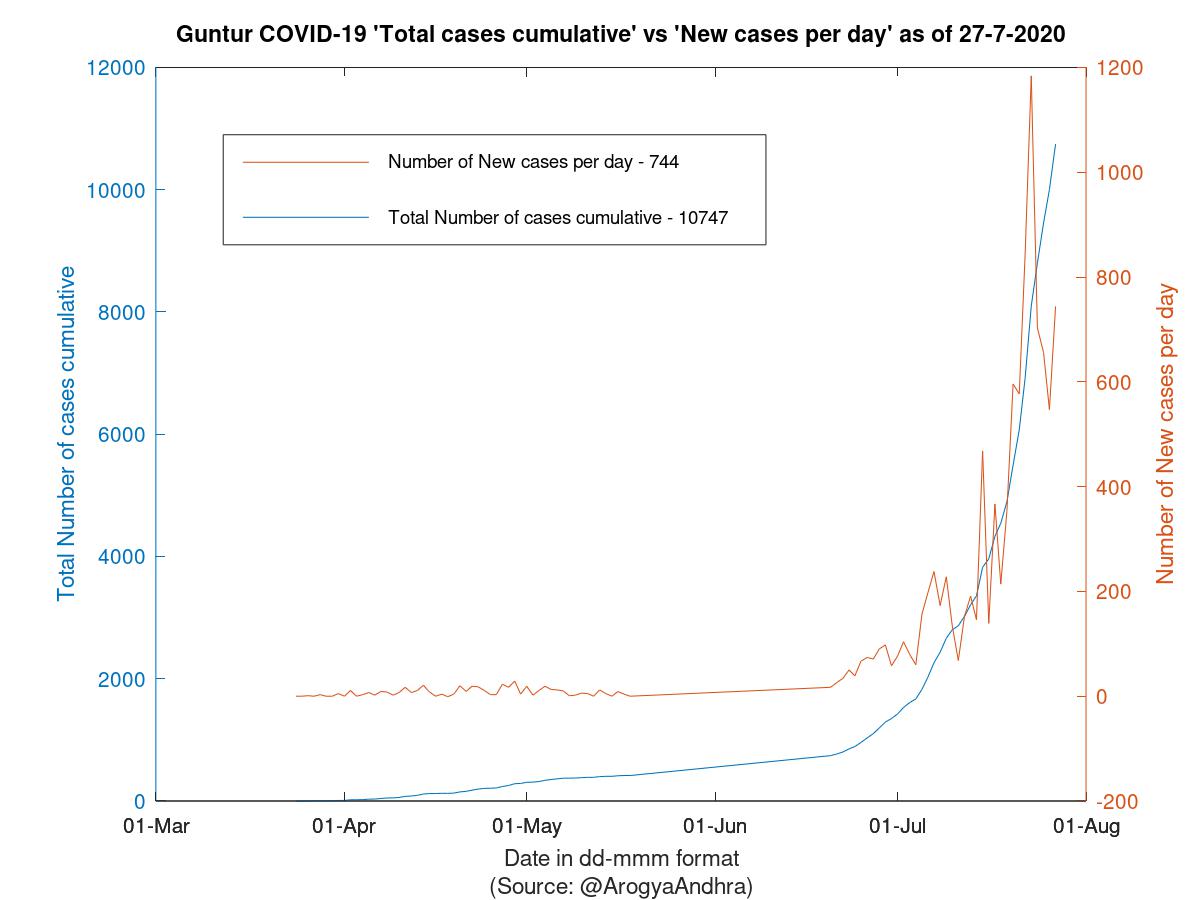 Guntur COVID-19 'Total cases cumulative' vs 'New cases per day' as of 27-7-2020
12000
10000
8000
6000
4000
2000
0
Total Number of cases cumulative
Number of New cases per day - 744
Total Number of cases cumulative - 10747
1200
1000
800
600
400
200
0
-200
Number of New cases per day
01-Mar 01-Apr 01-May 01-Jun 01-Jul 01-Aug
Date in dd-mmm format
(Source: @ArogyaAndhra)